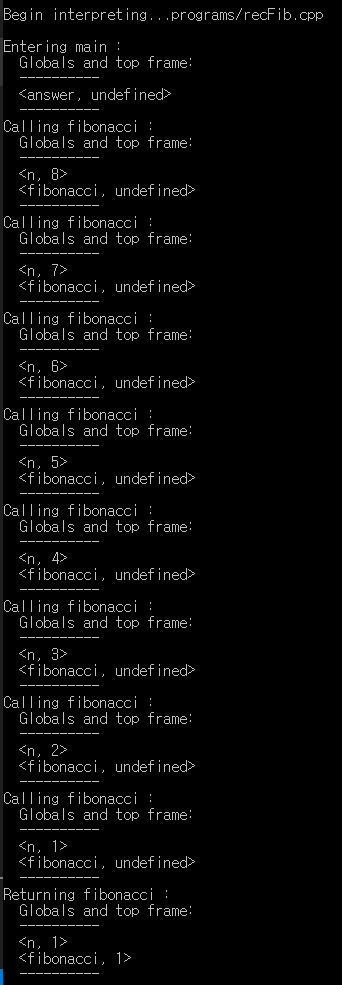 Begin interpreting...programs/recFib.cpp
Entering main :
Globals and top frame:
----------
<answer, undefined>
----------
Calling fibonacci :
Globals and top frame:
----------
<n, 8>
<fibonacci, undefined>
----------
Calling fibonacci :
Globals and top frame:
----------
<n, 7>
<fibonacci, undefined>
----------
Calling fibonacci :
Globals and top frame:
----------
<n, 6>
<fibonacci, undefined>
----------
Calling fibonacci :
Globals and top frame:
----------
<n, 5>
<fibonacci, undefined>
----------
Calling fibonacci :
Globals and top frame:
----------
<n, 4>
<fibonacci, undefined>
----------
Calling fibonacci :
Globals and top frame:
----------
<n, 3>
<fibonacci, undefined>
----------
Calling fibonacci :
Globals and top frame:
----------
<n, 2>
<fibonacci, undefined>
----------
Calling fibonacci :
Globals and top frame:
----------
<n, 1>
<fibonacci, undefined>
----------
Returning fibonacci :
Globals and top frame:
----------
<n, 1>
<fibonacci, 1>
----------